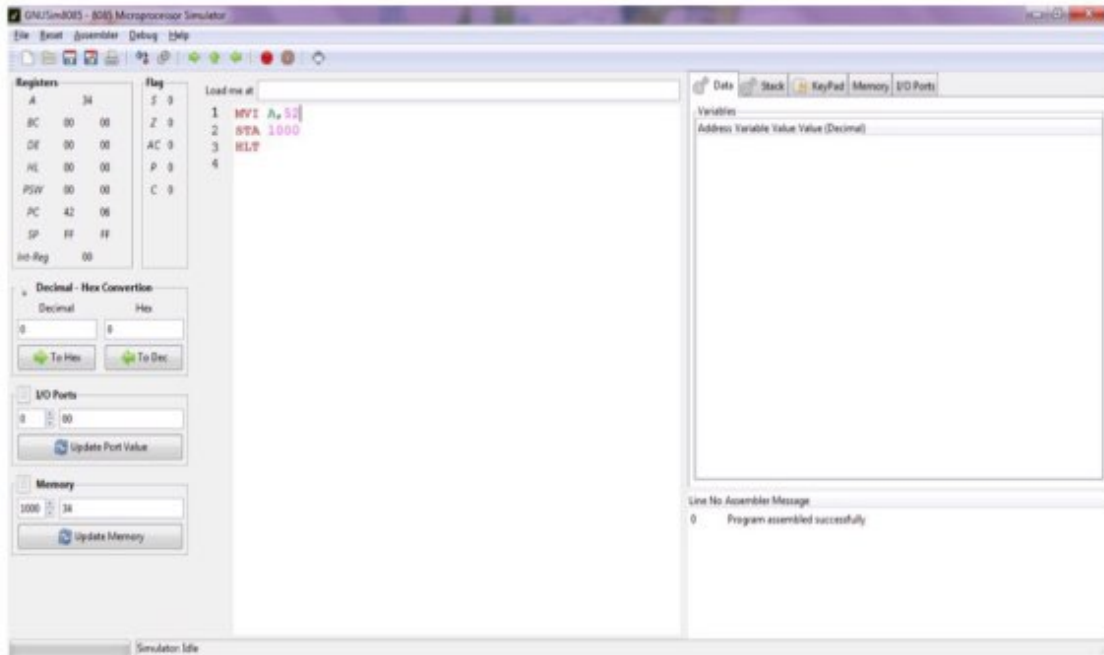 GNUSim8085 - 8085 Microprocessor Simulator
File Reset Assembler Debug Help
Registers
A 34
BC 00 00
DE 00 00
HL 00 00
PSW 00 00
PC 42 06
SP FF FF
Int-Reg 00
Flag
S 0
Z 0
AC 0
P 0
C 0
Decimal - Hex Convertion
Decimal Hex
0 0
To Hex To Dec
I/O Ports
0 00
Update Port Value
Memory
1000 34
Update Memory
Load me at
1 MVI A,52
2 STA 1000
3 HLT
4
Data Stack KeyPad Memory I/O Ports
Variables
Address Variable Value Value (Decimal)
Line No Assembler Message
0 Program assembled successfully
Simulator: Idle